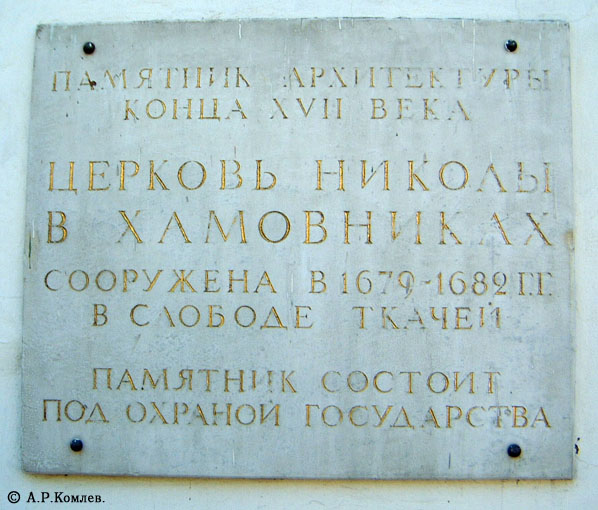 ПАМЯТНИК АРХИТЕКТУРЫ
КОНЦА XVII ВЕКА
ЦЕРКОВЬ НИКОЛЫ
В ХАМОВНИКАХ
СООРУЖЕНА В 1679-1682 Г.Г.
В СЛОБОДЕ ТКАЧЕЙ
ПАМЯТНИК СОСТОИТ
ПОД ОХРАНОЙ ГОСУДАРСТВА
© А.Р.Комлев.